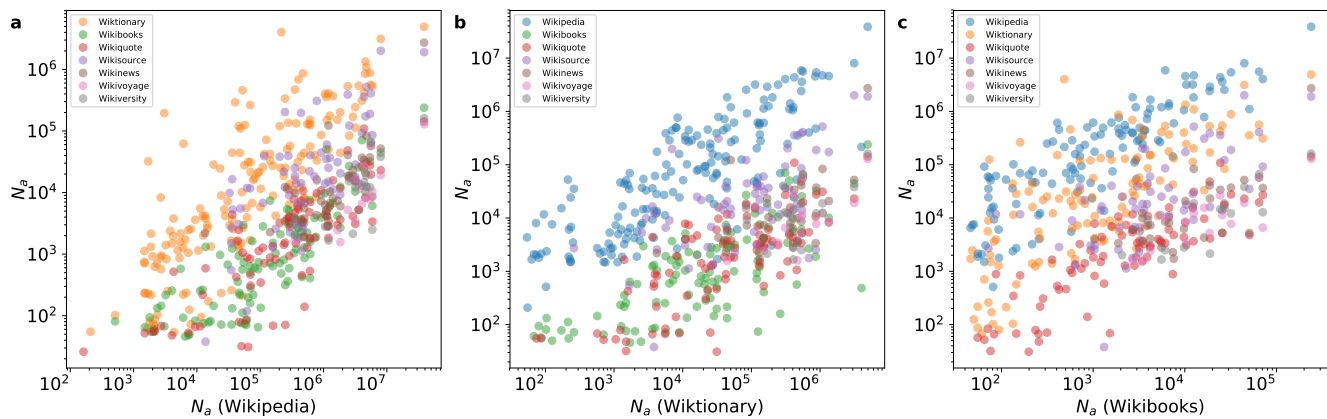 a
Wiktionary
Wikibooks
Wikiquote
Wikisource
Wikinews
Wikivoyage
Wikiversity
10^6
10^5
10^4
10^3
10^2
N_a
10^2 10^3 10^4 10^5 10^6 10^7
N_a (Wikipedia)
b
Wikipedia
Wikibooks
Wikiquote
Wikisource
Wikinews
Wikivoyage
Wikiversity
10^7
10^6
10^5
10^4
10^3
10^2
N_a
10^2 10^3 10^4 10^5 10^6
N_a (Wiktionary)
c
Wikipedia
Wiktionary
Wikiquote
Wikisource
Wikinews
Wikivoyage
Wikiversity
10^7
10^6
10^5
10^4
10^3
10^2
N_a
10^2 10^3 10^4 10^5
N_a (Wikibooks)